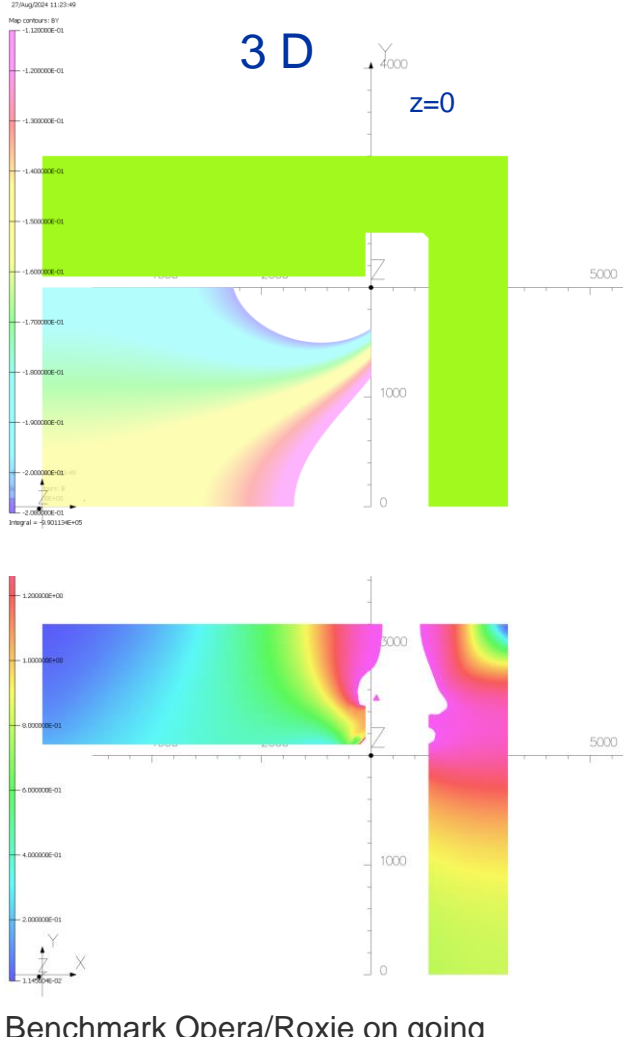 27/Aug/2024 11:23:49
Map contours: BY
-1.120000E-01
-1.200000E-01
-1.300000E-01
-1.400000E-01
-1.500000E-01
-1.600000E-01
-1.700000E-01
-1.800000E-01
-1.900000E-01
-2.000000E-01
-2.080000E-01
Integral = -9.901134E+05
3 D
z=0
Y
4000
Z
5000
1000
0
Z
1.200000E+00
1.000000E+00
8.000000E-01
6.000000E-01
4.000000E-01
2.000000E-01
3000
Z
5000
1000
0
Y
Z
X
Benchmark Opera/Roxie on going